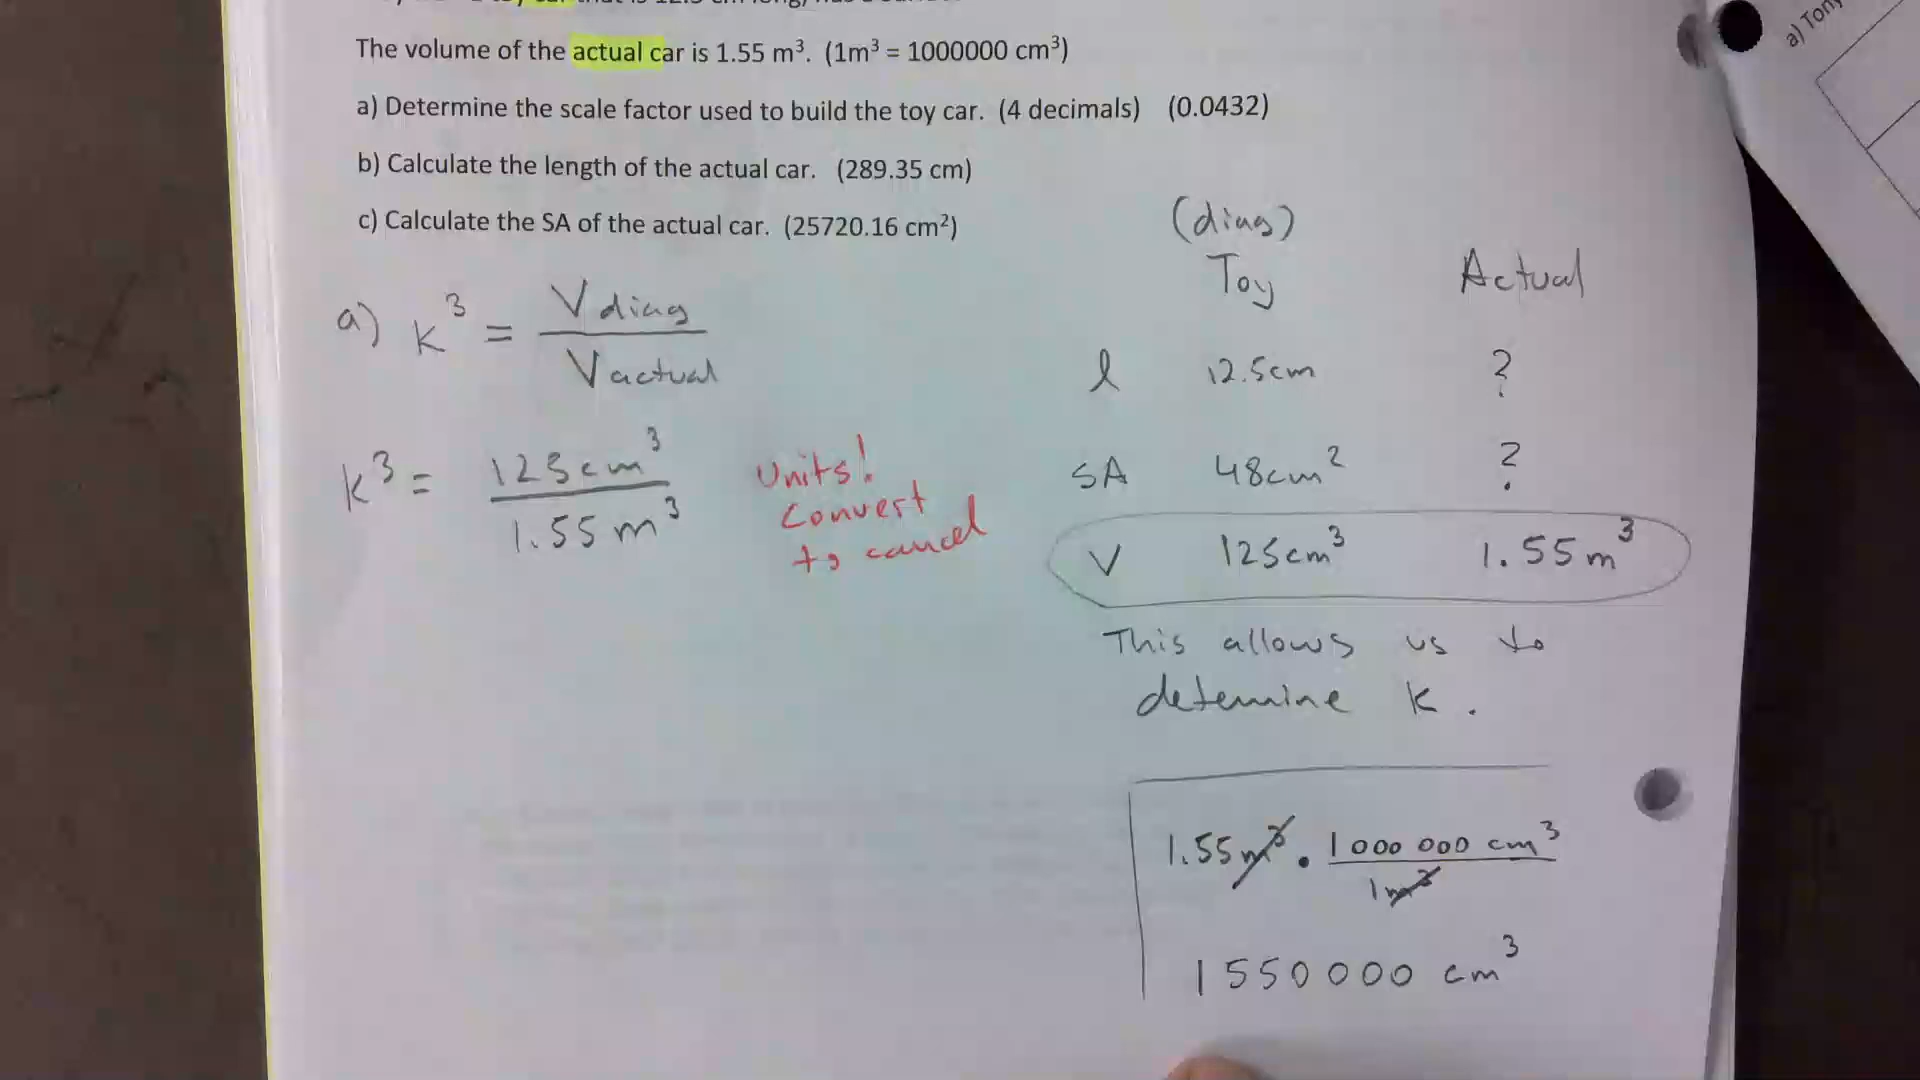 The volume of the actual car is 1.55 m³. (1m³ = 1000000 cm³)
a) Determine the scale factor used to build the toy car. (4 decimals) (0.0432)
b) Calculate the length of the actual car. (289.35 cm)
c) Calculate the SA of the actual car. (25720.16 cm²)
a) k³ = V diag / V actual
k³ = 125cm³ / 1.55 m³
Units!
Convert
to cancel
(diag)
Toy Actual
l 12.5cm ?
SA 48cm² ?
V 125cm³ 1.55m³
This allows us to
detemine k.
1.55m³ • 1 000 000 cm³ / 1m³
1550000 cm³
a) Tony